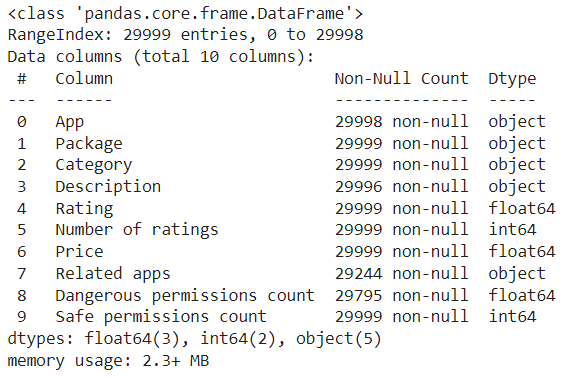 <class 'pandas.core.frame.DataFrame'>
RangeIndex: 29999 entries, 0 to 29998
Data columns (total 10 columns):
 #   Column                       Non-Null Count  Dtype
---  ------                       --------------  -----
 0   App                          29998 non-null  object
 1   Package                      29999 non-null  object
 2   Category                     29999 non-null  object
 3   Description                  29996 non-null  object
 4   Rating                       29999 non-null  float64
 5   Number of ratings            29999 non-null  int64
 6   Price                        29999 non-null  float64
 7   Related apps                 29244 non-null  object
 8   Dangerous permissions count  29795 non-null  float64
 9   Safe permissions count       29999 non-null  int64
dtypes: float64(3), int64(2), object(5)
memory usage: 2.3+ MB